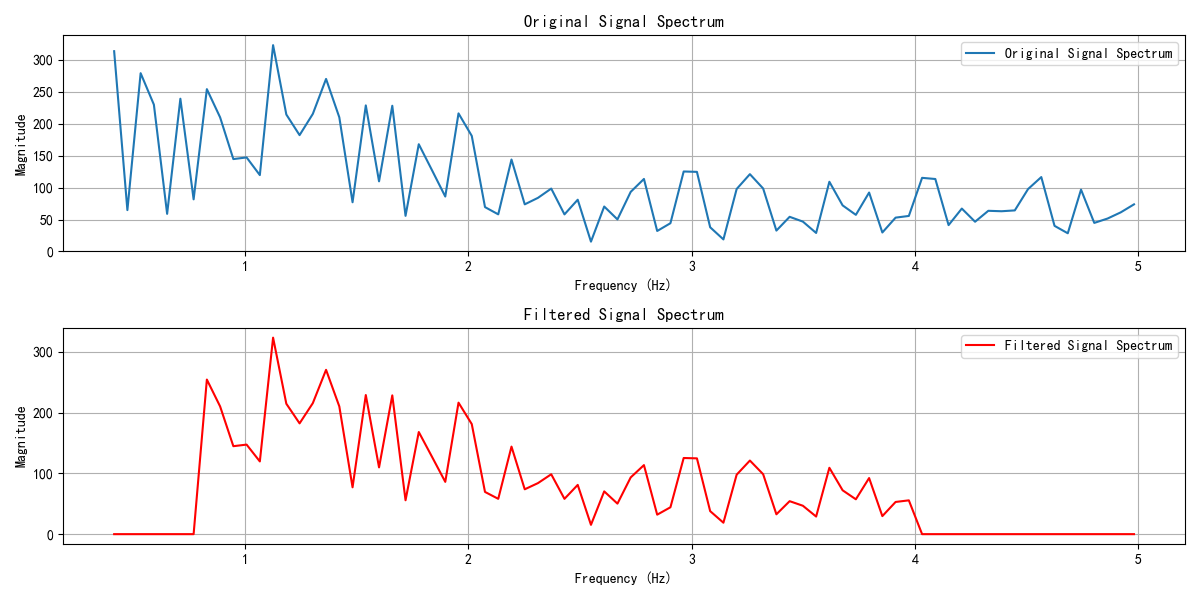 Original Signal Spectrum
Original Signal Spectrum
300
250
200
150
100
50
0
Magnitude
1 2 3 4 5
Frequency (Hz)
Filtered Signal Spectrum
Filtered Signal Spectrum
300
200
100
0
Magnitude
1 2 3 4 5
Frequency (Hz)